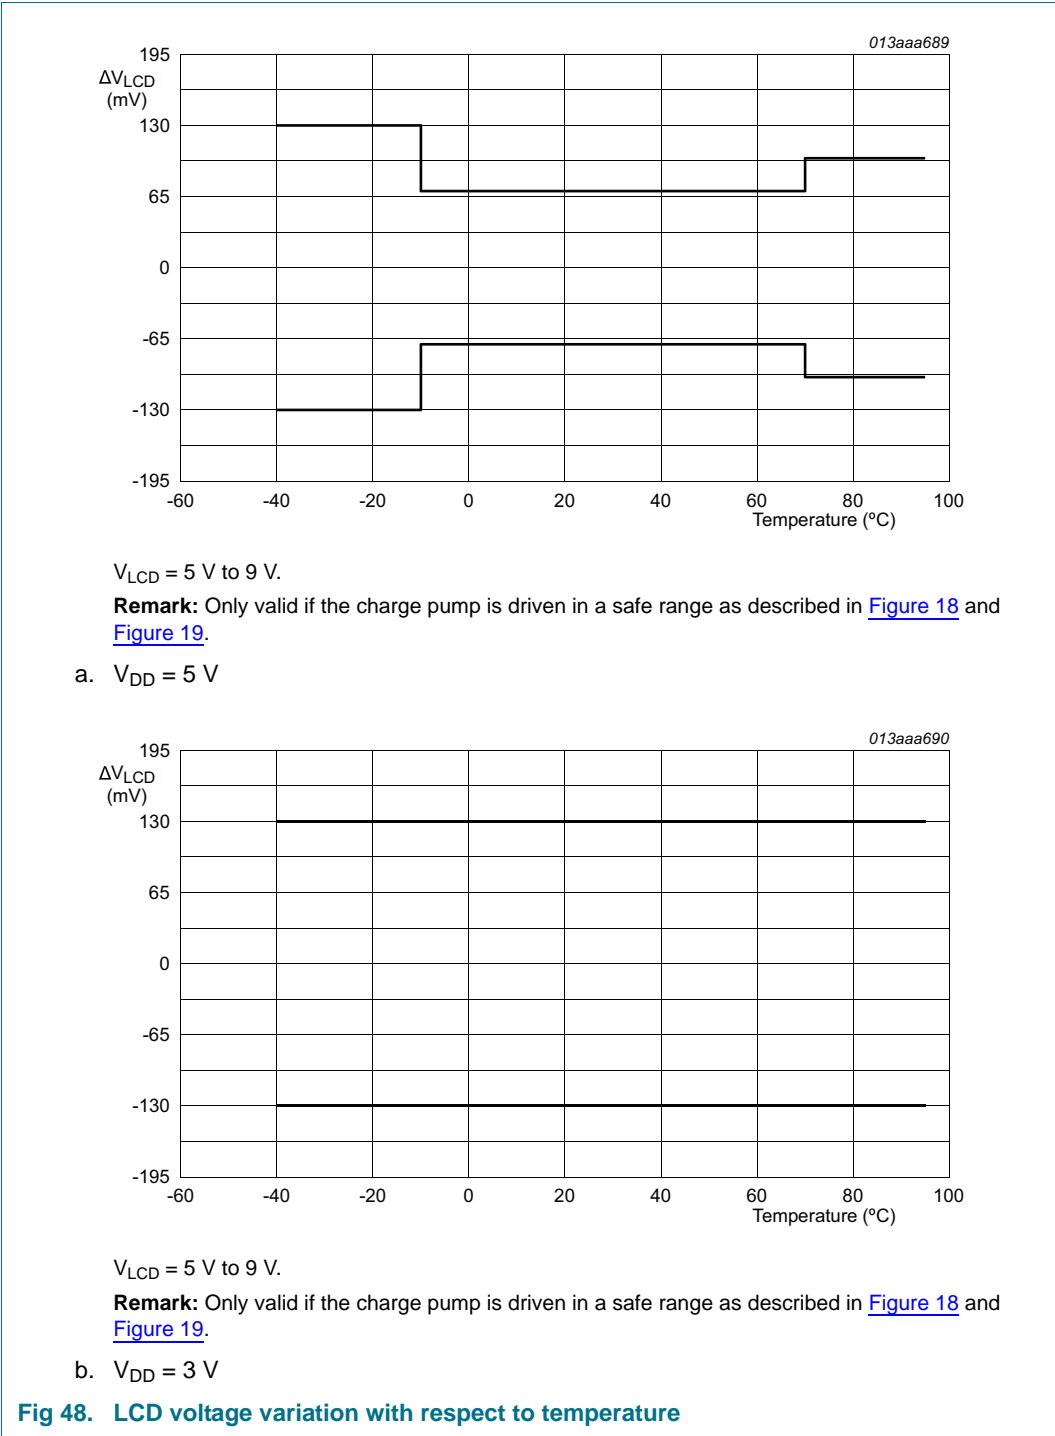 013aaa689
195
ΔVLCD
(mV)
130
65
0
-65
-130
-195
-60 -40 -20 0 20 40 60 80 100
Temperature (ºC)
VLCD = 5 V to 9 V.
Remark: Only valid if the charge pump is driven in a safe range as described in Figure 18 and
Figure 19.
a. VDD = 5 V
013aaa690
195
ΔVLCD
(mV)
130
65
0
-65
-130
-195
-60 -40 -20 0 20 40 60 80 100
Temperature (ºC)
VLCD = 5 V to 9 V.
Remark: Only valid if the charge pump is driven in a safe range as described in Figure 18 and
Figure 19.
b. VDD = 3 V
Fig 48. LCD voltage variation with respect to temperature